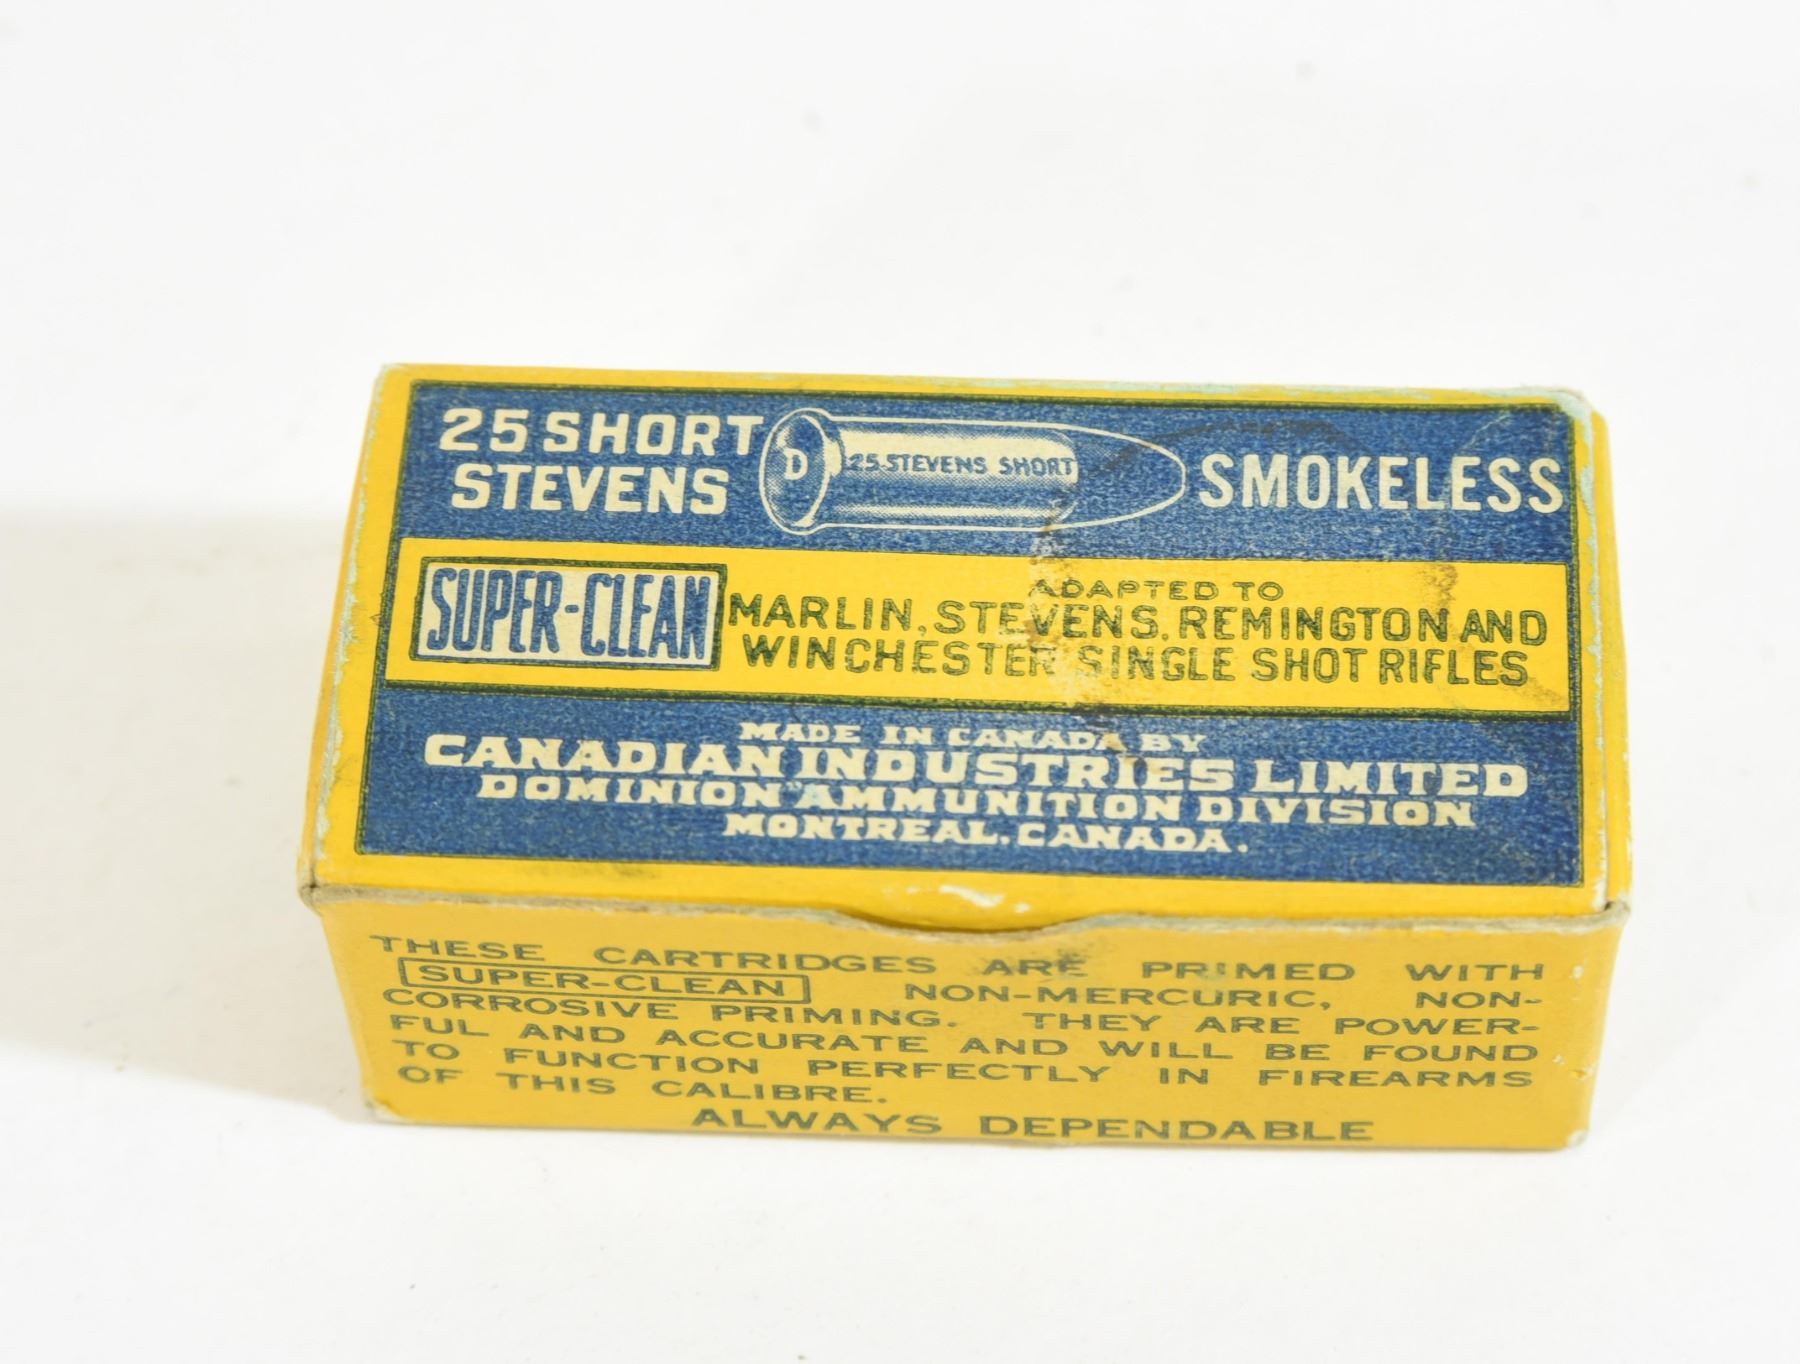 25 SHORT
STEVENS
D
25-STEVENS SHORT
SMOKELESS
SUPER-CLEAN
ADAPTED TO
MARLIN, STEVENS, REMINGTON AND
WINCHESTER SINGLE SHOT RIFLES
MADE IN CANADA BY
CANADIAN INDUSTRIES LIMITED
"DOMINION" AMMUNITION DIVISION
MONTREAL, CANADA.
THESE CARTRIDGES ARE PRIMED WITH
SUPER-CLEAN NON-MERCURIC, NON-
CORROSIVE PRIMING. THEY ARE POWER-
FUL AND ACCURATE AND WILL BE FOUND
TO FUNCTION PERFECTLY IN FIREARMS
OF THIS CALIBRE.
ALWAYS DEPENDABLE